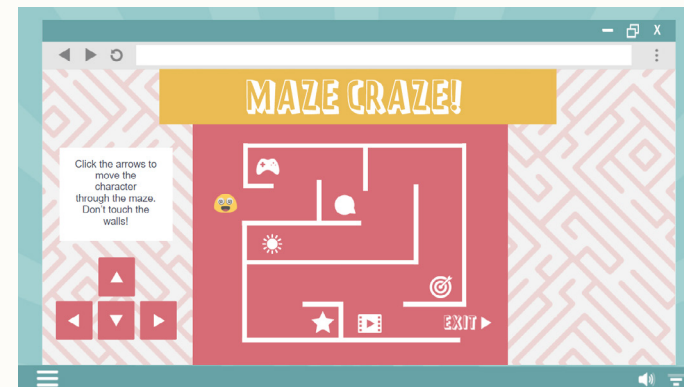 X
MAZE CRAZE!
Click the arrows to
move the
character
through the maze.
Don't touch the
walls!
EXIT